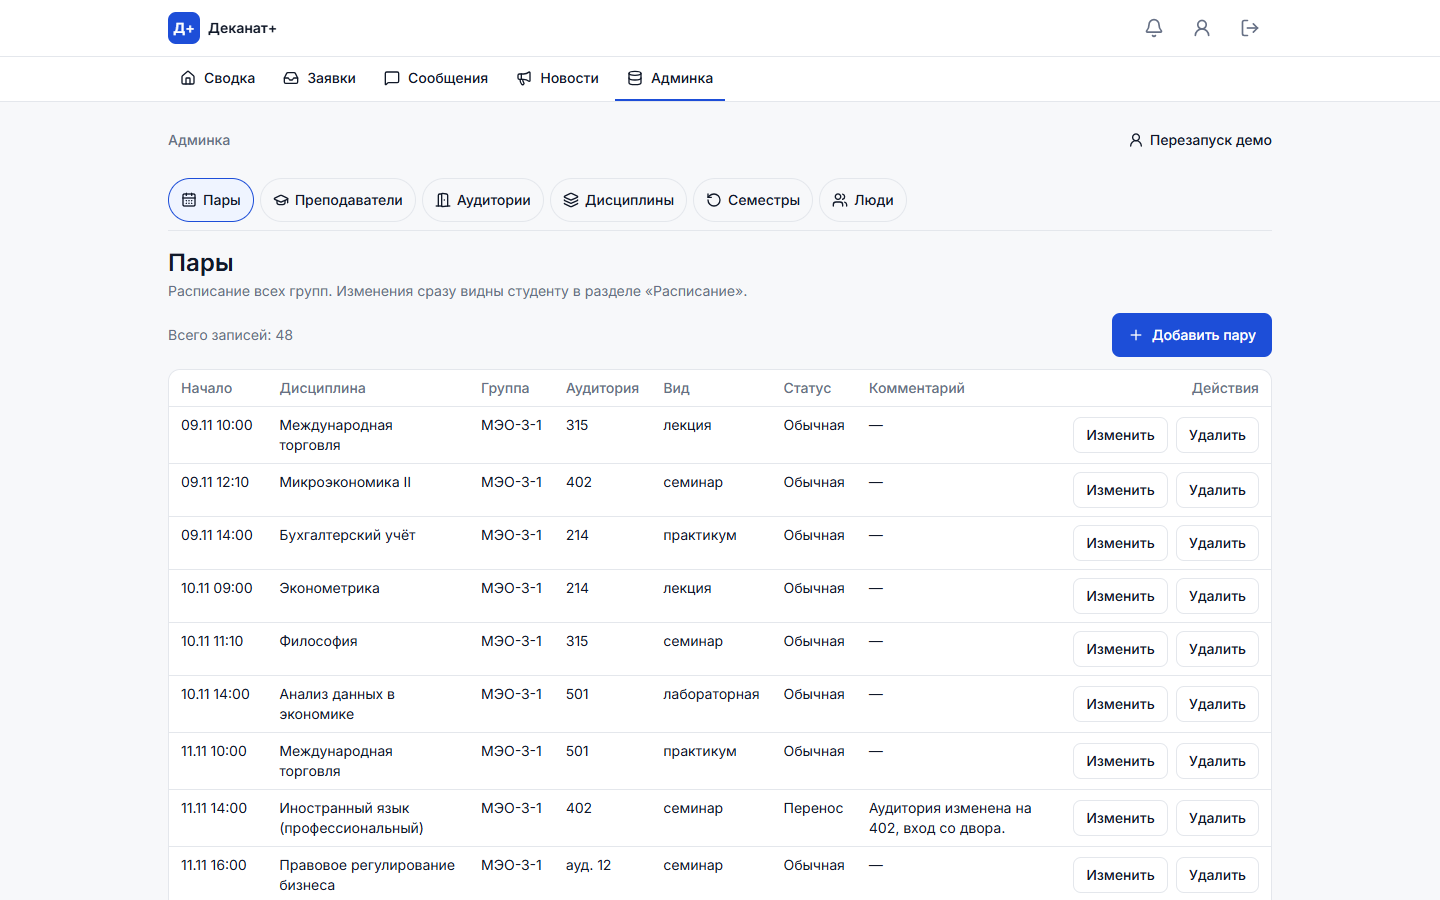 Д+ Деканат+
Сводка Заявки Сообщения Новости Админка
Админка Перезапуск демо
Пары Преподаватели Аудитории Дисциплины Семестры Люди
Пары
Расписание всех групп. Изменения сразу видны студенту в разделе «Расписание».
Всего записей: 48 + Добавить пару
Начало Дисциплина Группа Аудитория Вид Статус Комментарий Действия
09.11 10:00 Международная торговля МЭО-3-1 315 лекция Обычная — Изменить Удалить
09.11 12:10 Микроэкономика II МЭО-3-1 402 семинар Обычная — Изменить Удалить
09.11 14:00 Бухгалтерский учёт МЭО-3-1 214 практикум Обычная — Изменить Удалить
10.11 09:00 Эконометрика МЭО-3-1 214 лекция Обычная — Изменить Удалить
10.11 11:10 Философия МЭО-3-1 315 семинар Обычная — Изменить Удалить
10.11 14:00 Анализ данных в экономике МЭО-3-1 501 лабораторная Обычная — Изменить Удалить
11.11 10:00 Международная торговля МЭО-3-1 501 практикум Обычная — Изменить Удалить
11.11 14:00 Иностранный язык (профессиональный) МЭО-3-1 402 семинар Перенос Аудитория изменена на 402, вход со двора. Изменить Удалить
11.11 16:00 Правовое регулирование бизнеса МЭО-3-1 ауд. 12 семинар Обычная — Изменить Удалить